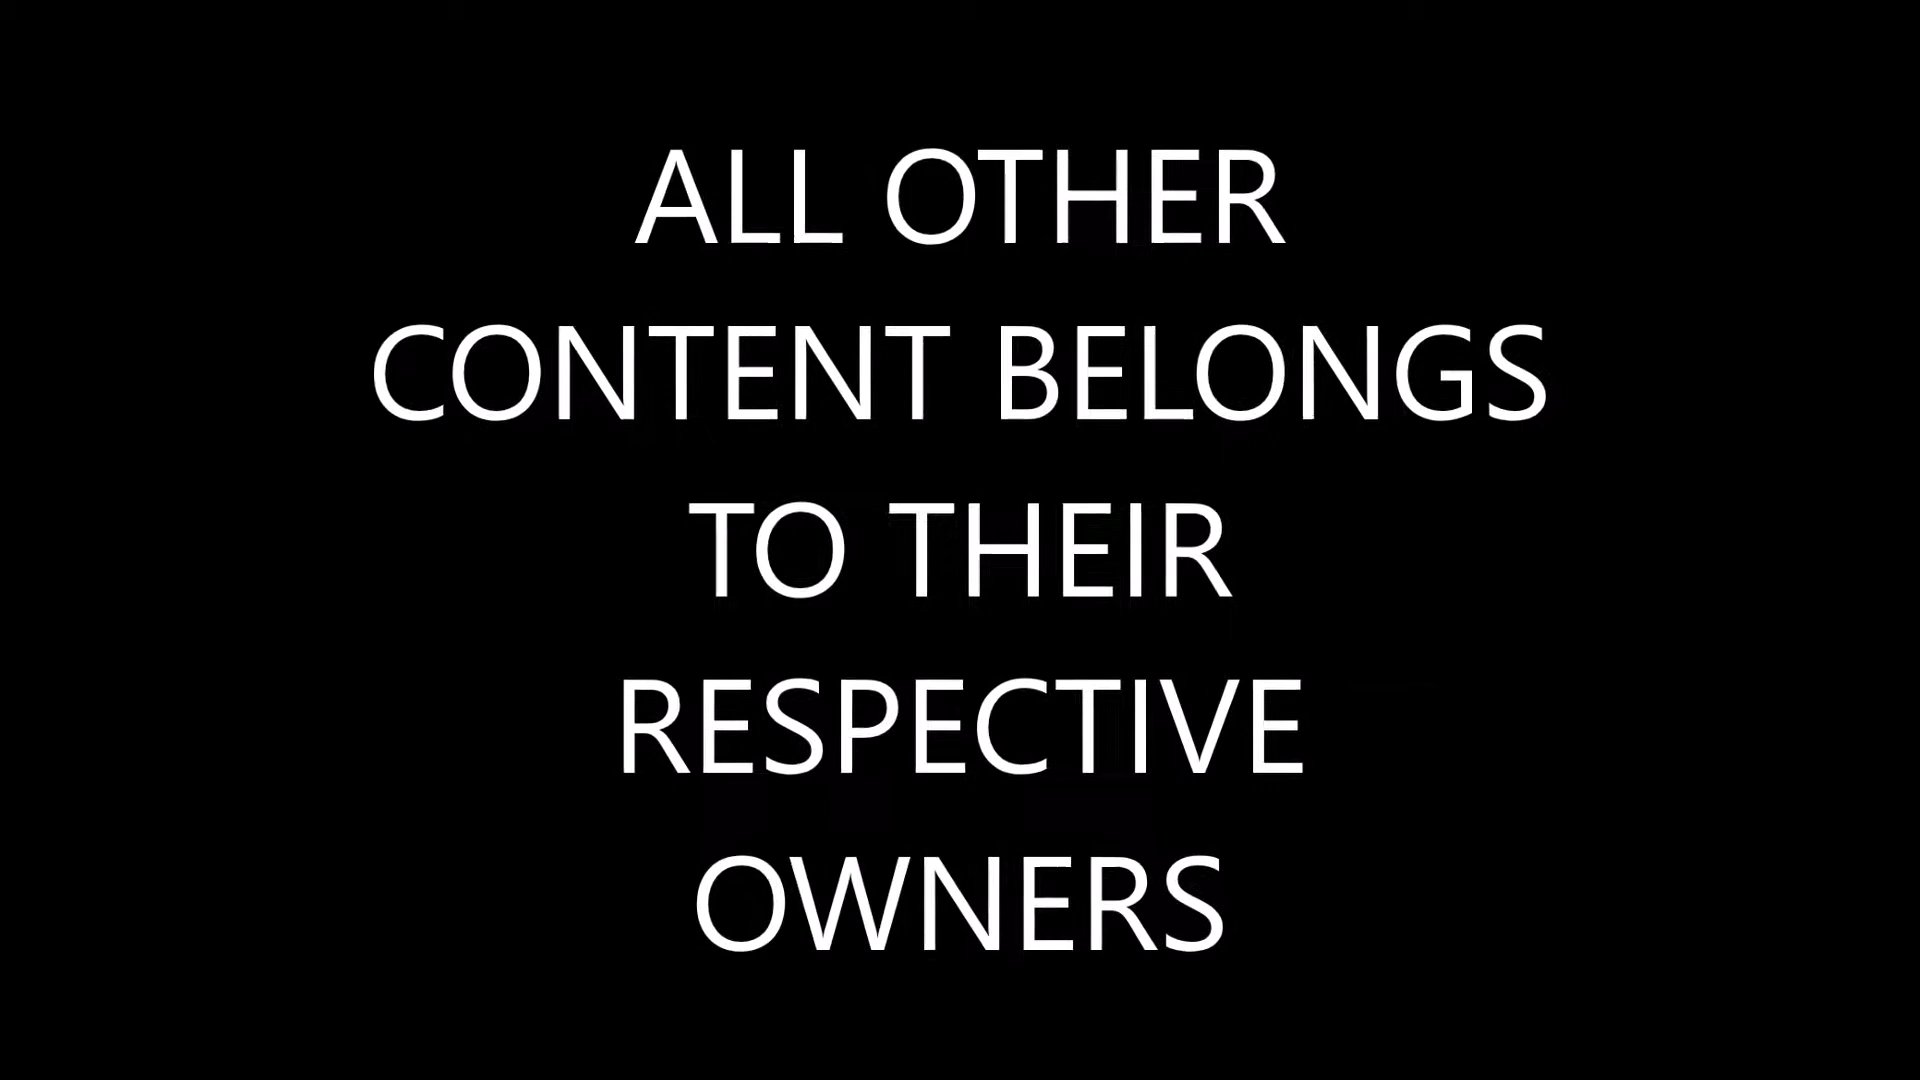 ALL OTHER
CONTENT BELONGS
TO THEIR
RESPECTIVE
OWNERS